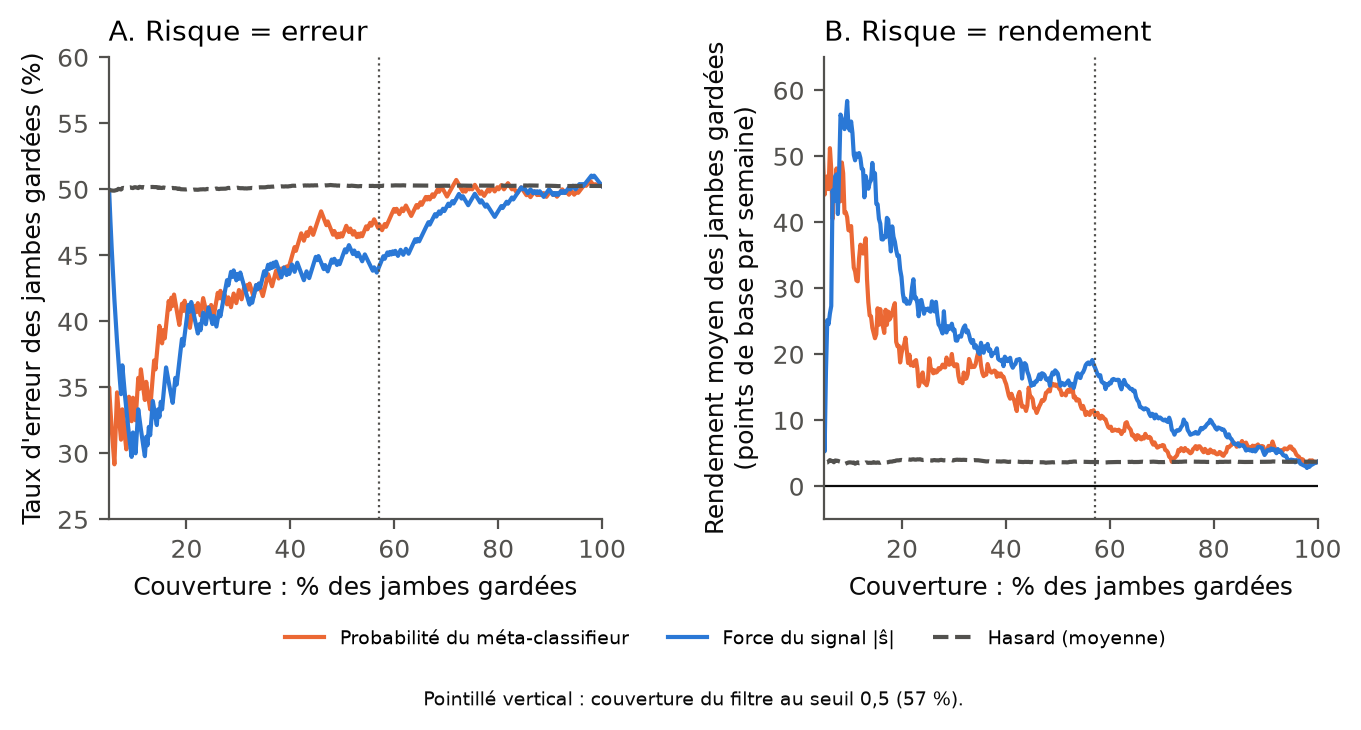 A. Risque = erreur
B. Risque = rendement
Taux d'erreur des jambes gardées (%)
60
55
50
45
40
35
30
25
20
40
60
80
100
Couverture : % des jambes gardées
Rendement moyen des jambes gardées
(points de base par semaine)
60
50
40
30
20
10
0
20
40
60
80
100
Couverture : % des jambes gardées
Probabilité du méta-classifieur
Force du signal |ŝ|
Hasard (moyenne)
Pointillé vertical : couverture du filtre au seuil 0,5 (57 %).